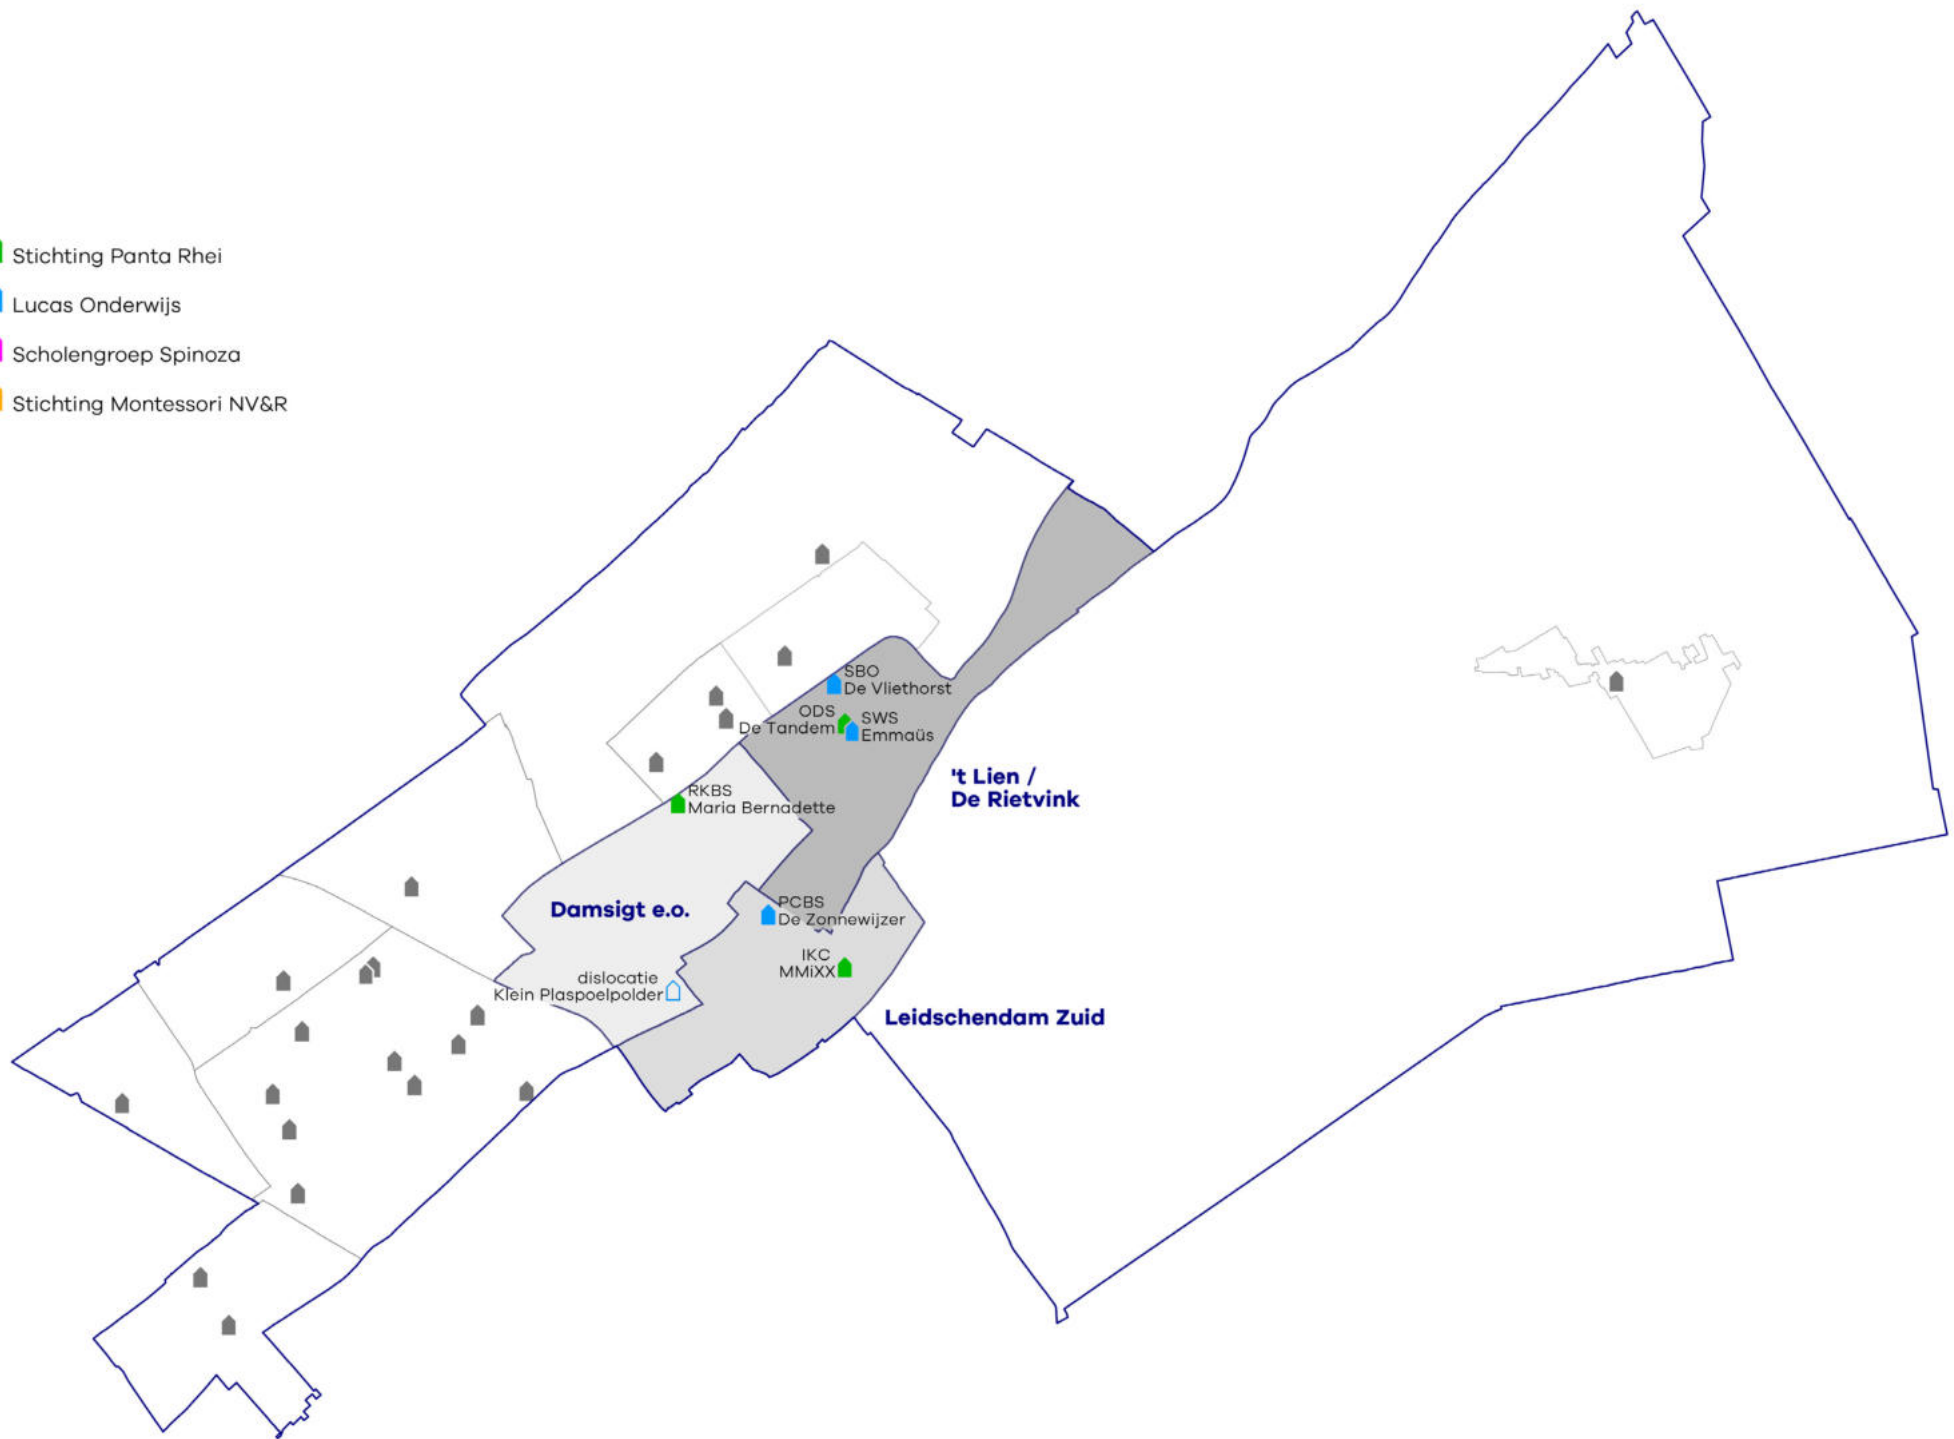 Stichting Panta Rhei
Lucas Onderwijs
Scholengroep Spinoza
Stichting Montessori NV&R
SBO
De Vliethorst
ODS
De Tandem
SWS
Emmaüs
't Lien /
De Rietvink
RKBS
Maria Bernadette
Damsigt e.o.
PCBS
De Zonnewijzer
IKC
MMiXX
dislocatie
Klein Plaspoelpolder
Leidschendam Zuid